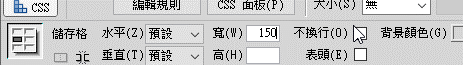 CSS 編輯規則 CSS 面板(P) 大小(S) 無
儲存格 水平(Z) 預設 寬(W) 150 不換行(O) 背景顏色(G)
垂直(T) 預設 高(H) 表頭(E)